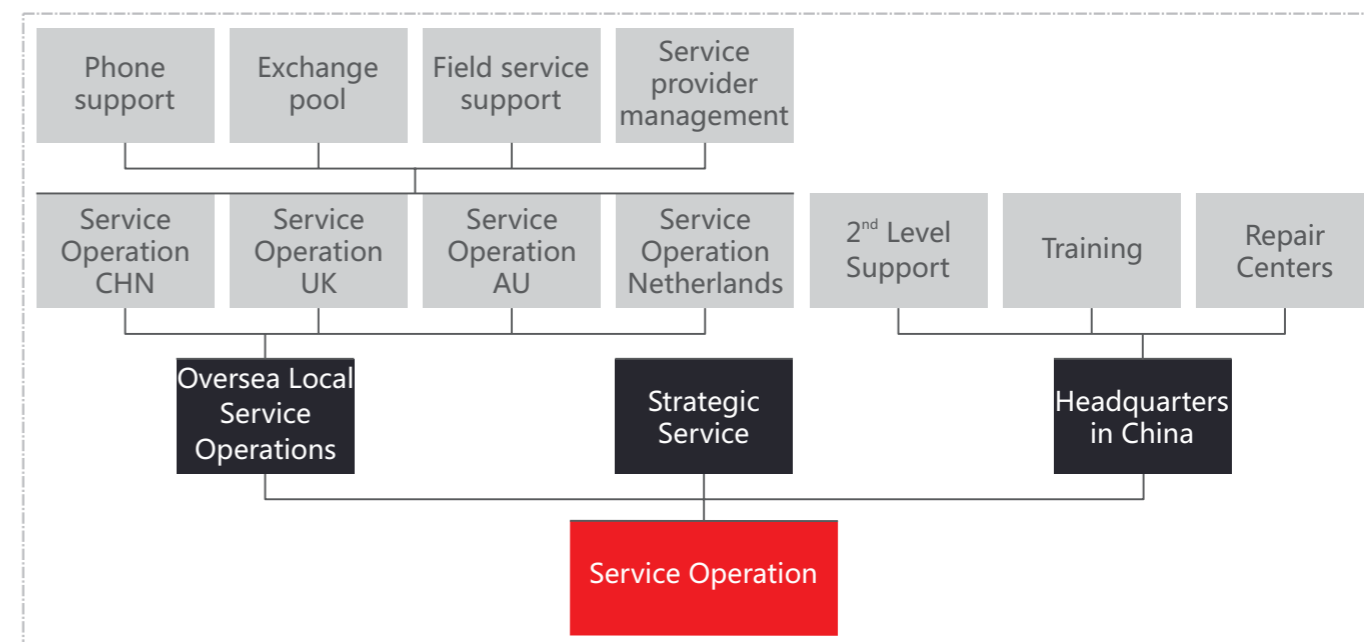 Phone
support
Exchange
pool
Field service
support
Service
provider
management
Service
Operation
CHN
Service
Operation
UK
Service
Operation
AU
Service
Operation
Netherlands
2nd Level
Support
Training
Repair
Centers
Oversea Local
Service
Operations
Strategic
Service
Headquarters
in China
Service Operation